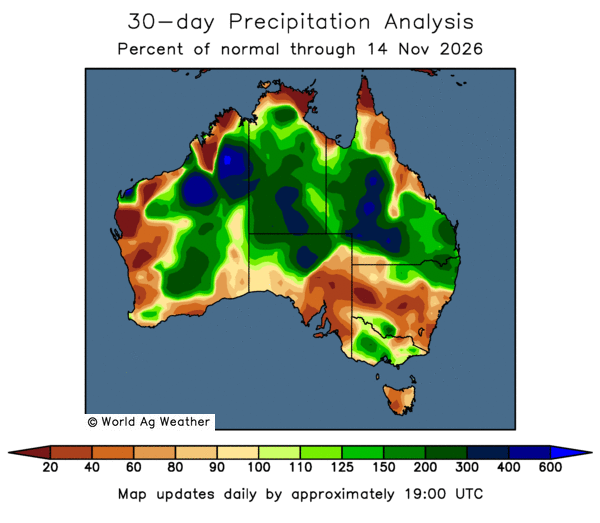 30-day Precipitation Analysis
Percent of normal through 14 Nov 2026
© World Ag Weather
20 40 60 80 90 100 110 125 150 200 300 400 600
Map updates daily by approximately 19:00 UTC